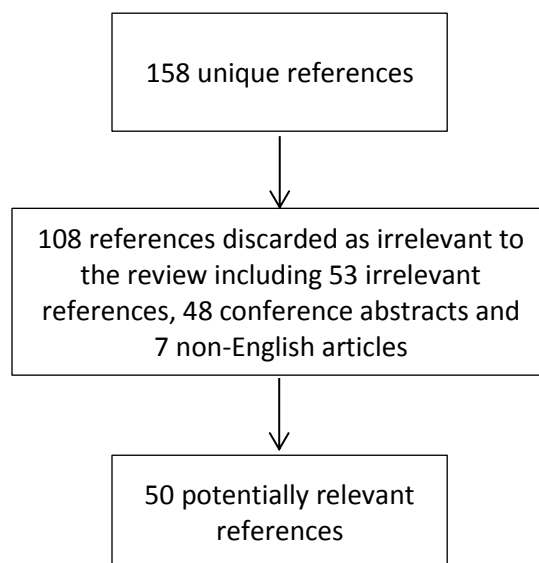 158 unique references
108 references discarded as irrelevant to
the review including 53 irrelevant
references, 48 conference abstracts and
7 non-English articles
50 potentially relevant
references